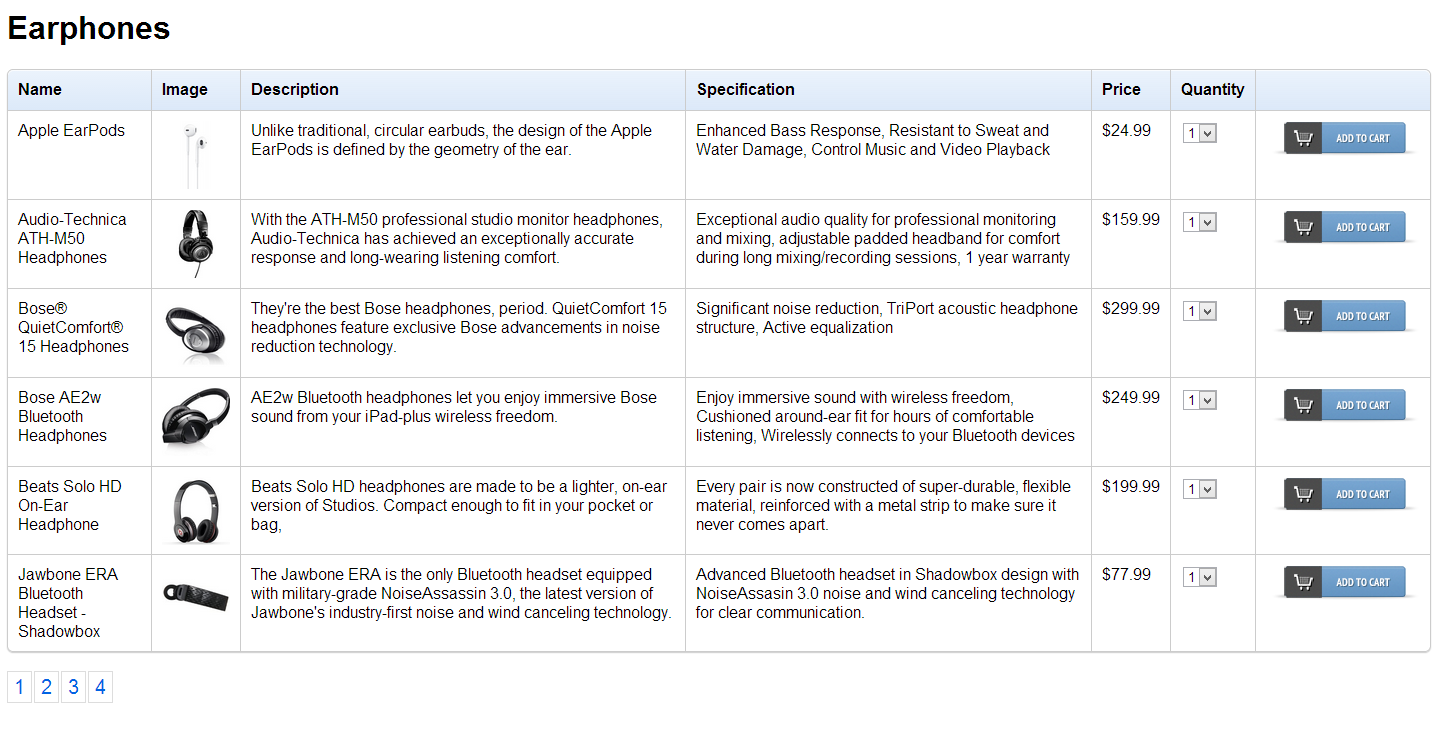 Earphones
Name Image Description Specification Price Quantity
Apple EarPods
Unlike traditional, circular earbuds, the design of the Apple
EarPods is defined by the geometry of the ear.
Enhanced Bass Response, Resistant to Sweat and
Water Damage, Control Music and Video Playback
$24.99
1
ADD TO CART
Audio-Technica
ATH-M50
Headphones
With the ATH-M50 professional studio monitor headphones,
Audio-Technica has achieved an exceptionally accurate
response and long-wearing listening comfort.
Exceptional audio quality for professional monitoring
and mixing, adjustable padded headband for comfort
during long mixing/recording sessions, 1 year warranty
$159.99
1
ADD TO CART
Bose®
QuietComfort®
15 Headphones
They're the best Bose headphones, period. QuietComfort 15
headphones feature exclusive Bose advancements in noise
reduction technology.
Significant noise reduction, TriPort acoustic headphone
structure, Active equalization
$299.99
1
ADD TO CART
Bose AE2w
Bluetooth
Headphones
AE2w Bluetooth headphones let you enjoy immersive Bose
sound from your iPad-plus wireless freedom.
Enjoy immersive sound with wireless freedom,
Cushioned around-ear fit for hours of comfortable
listening, Wirelessly connects to your Bluetooth devices
$249.99
1
ADD TO CART
Beats Solo HD
On-Ear
Headphone
Beats Solo HD headphones are made to be a lighter, on-ear
version of Studios. Compact enough to fit in your pocket or
bag,
Every pair is now constructed of super-durable, flexible
material, reinforced with a metal strip to make sure it
never comes apart.
$199.99
1
ADD TO CART
Jawbone ERA
Bluetooth
Headset -
Shadowbox
The Jawbone ERA is the only Bluetooth headset equipped
with military-grade NoiseAssassin 3.0, the latest version of
Jawbone's industry-first noise and wind canceling technology.
Advanced Bluetooth headset in Shadowbox design with
NoiseAssasin 3.0 noise and wind canceling technology
for clear communication.
$77.99
1
ADD TO CART
1 2 3 4